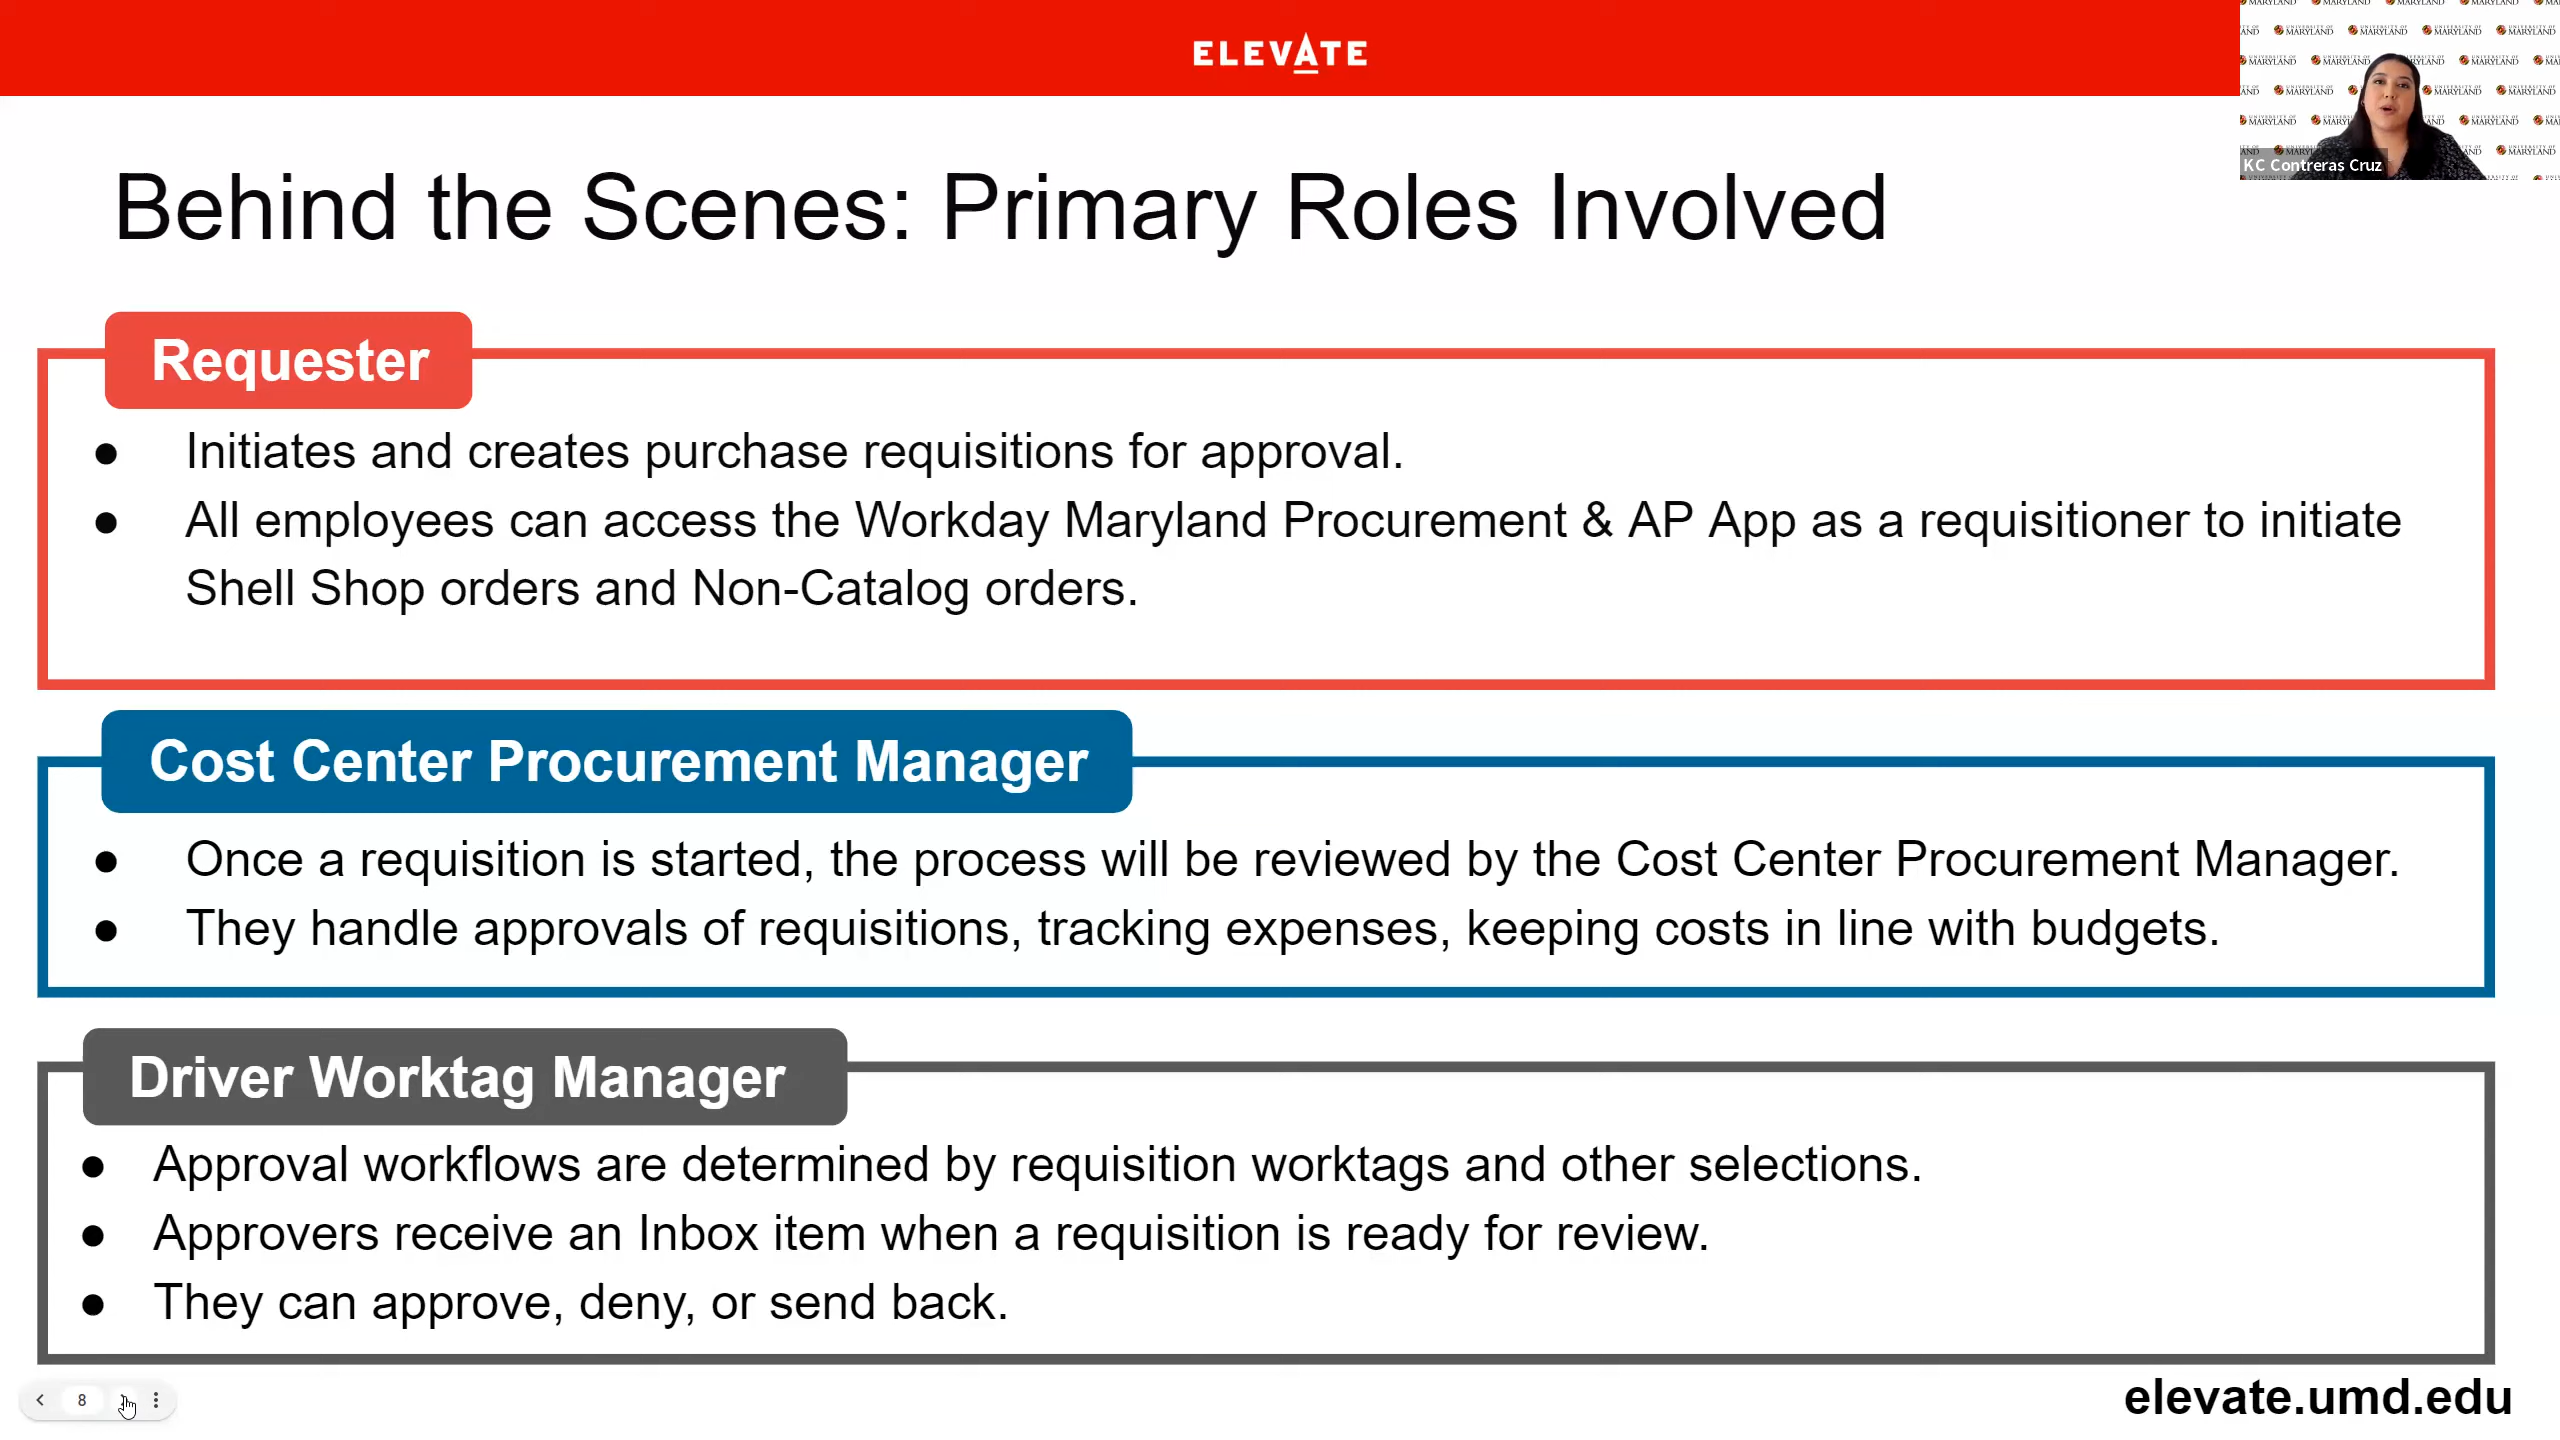 ELEVATE
UNIVERSITY OF MARYLAND
KC Contreras Cruz
Behind the Scenes: Primary Roles Involved
Requester
● Initiates and creates purchase requisitions for approval.
● All employees can access the Workday Maryland Procurement & AP App as a requisitioner to initiate
Shell Shop orders and Non-Catalog orders.
Cost Center Procurement Manager
● Once a requisition is started, the process will be reviewed by the Cost Center Procurement Manager.
● They handle approvals of requisitions, tracking expenses, keeping costs in line with budgets.
Driver Worktag Manager
● Approval workflows are determined by requisition worktags and other selections.
● Approvers receive an Inbox item when a requisition is ready for review.
● They can approve, deny, or send back.
8
elevate.umd.edu